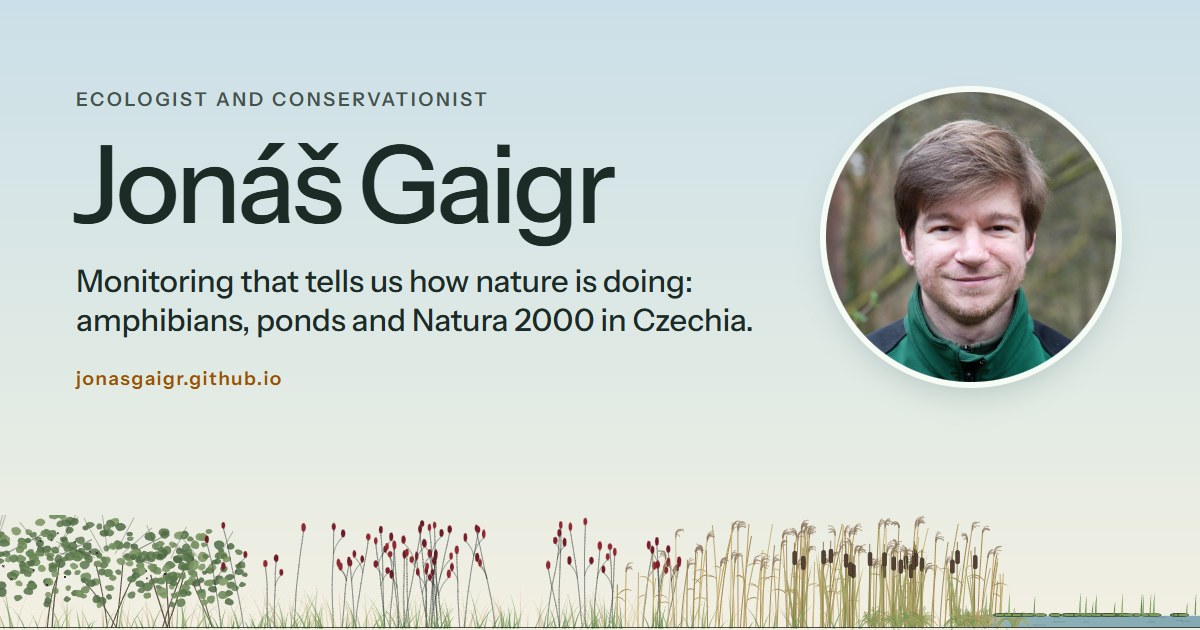 ECOLOGIST AND CONSERVATIONIST
Jonáš Gaigr
Monitoring that tells us how nature is doing:
amphibians, ponds and Natura 2000 in Czechia.
jonasgaigr.github.io